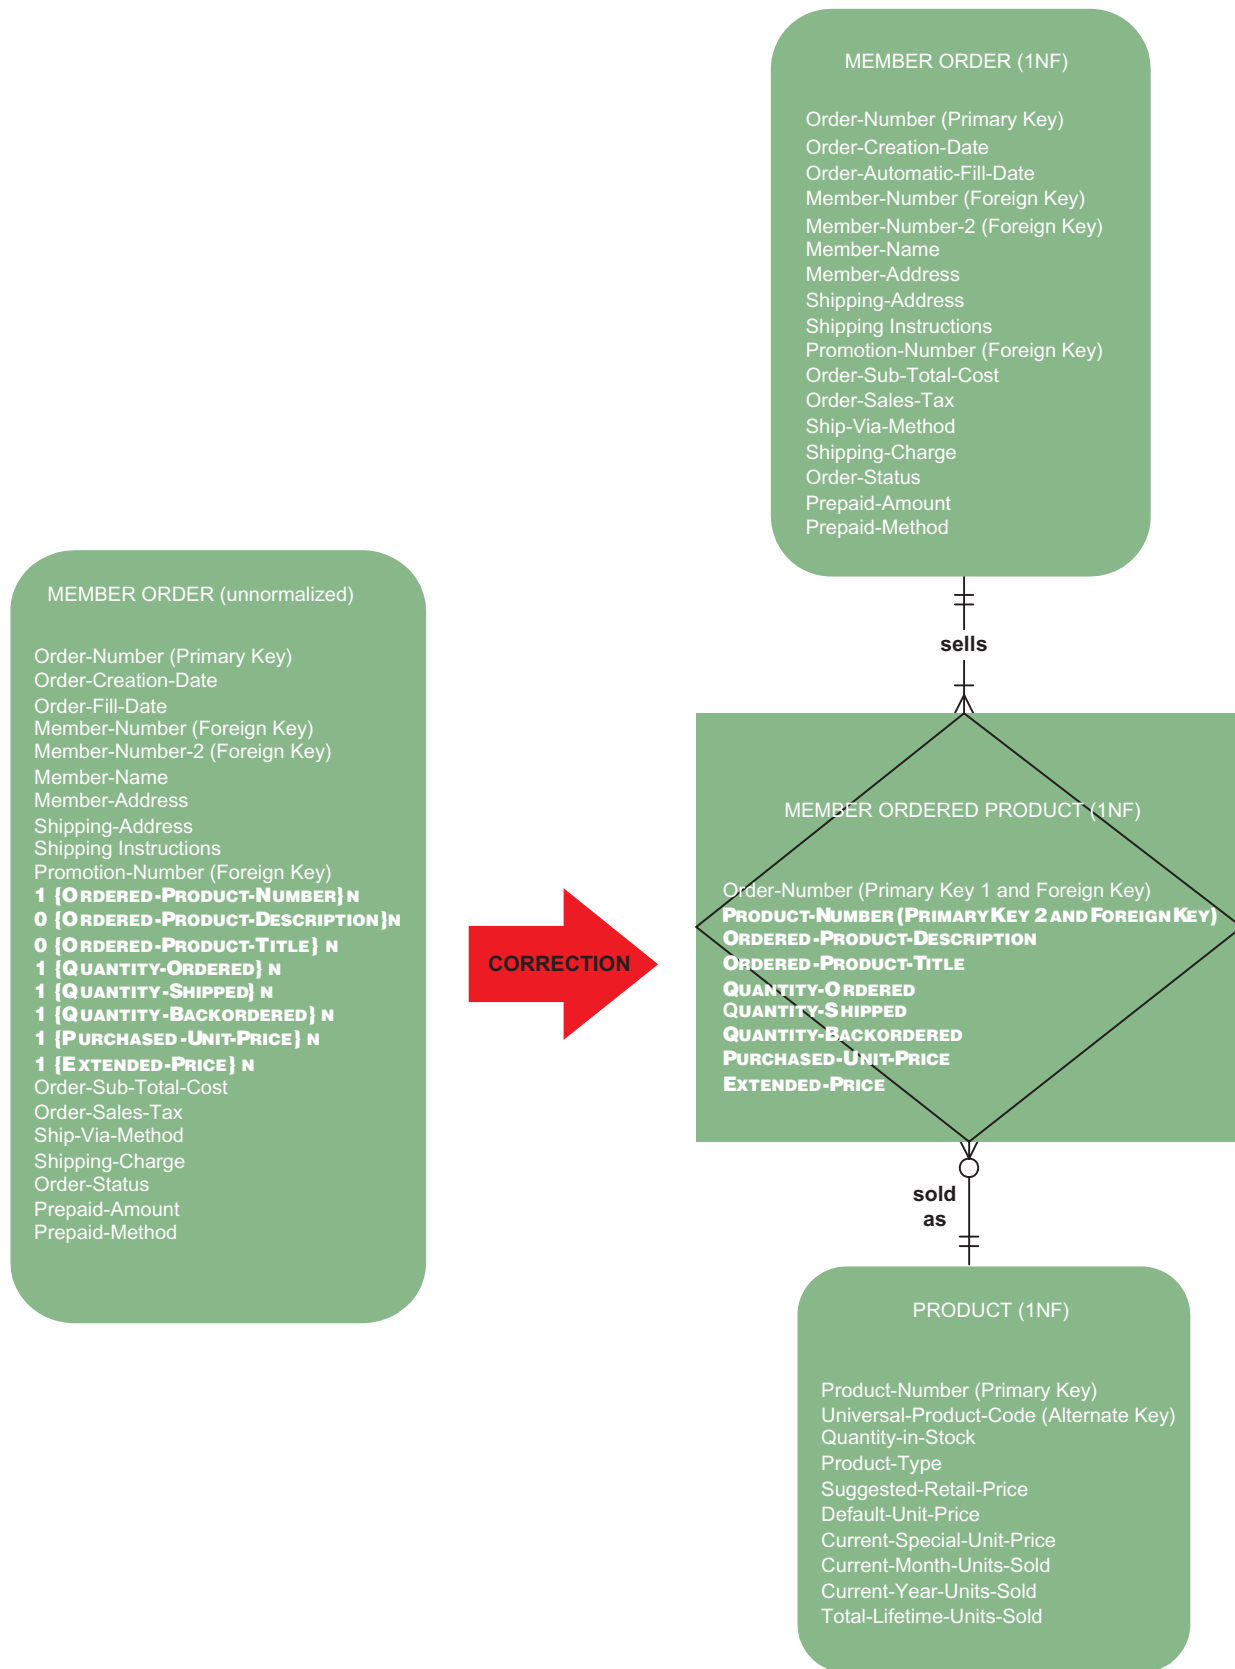 MEMBER ORDER (unnormalized)
Order-Number (Primary Key)
Order-Creation-Date
Order-Fill-Date
Member-Number (Foreign Key)
Member-Number-2 (Foreign Key)
Member-Name
Member-Address
Shipping-Address
Shipping Instructions
Promotion-Number (Foreign Key)
1 {ORDERED-PRODUCT-NUMBER} N
0 {ORDERED-PRODUCT-DESCRIPTION} N
0 {ORDERED-PRODUCT-TITLE} N
1 {QUANTITY-ORDERED} N
1 {QUANTITY-SHIPPED} N
1 {QUANTITY-BACKORDERED} N
1 {PURCHASED-UNIT-PRICE} N
1 {EXTENDED-PRICE} N
Order-Sub-Total-Cost
Order-Sales-Tax
Ship-Via-Method
Shipping-Charge
Order-Status
Prepaid-Amount
Prepaid-Method
CORRECTION
MEMBER ORDER (1NF)
Order-Number (Primary Key)
Order-Creation-Date
Order-Automatic-Fill-Date
Member-Number (Foreign Key)
Member-Number-2 (Foreign Key)
Member-Name
Member-Address
Shipping-Address
Shipping Instructions
Promotion-Number (Foreign Key)
Order-Sub-Total-Cost
Order-Sales-Tax
Ship-Via-Method
Shipping-Charge
Order-Status
Prepaid-Amount
Prepaid-Method
sells
MEMBER ORDERED PRODUCT (1NF)
Order-Number (Primary Key 1 and Foreign Key)
PRODUCT-NUMBER (PRIMARY KEY 2 AND FOREIGN KEY)
ORDERED-PRODUCT-DESCRIPTION
ORDERED-PRODUCT-TITLE
QUANTITY-ORDERED
QUANTITY-SHIPPED
QUANTITY-BACKORDERED
PURCHASED-UNIT-PRICE
EXTENDED-PRICE
sold
as
PRODUCT (1NF)
Product-Number (Primary Key)
Universal-Product-Code (Alternate Key)
Quantity-in-Stock
Product-Type
Suggested-Retail-Price
Default-Unit-Price
Current-Special-Unit-Price
Current-Month-Units-Sold
Current-Year-Units-Sold
Total-Lifetime-Units-Sold